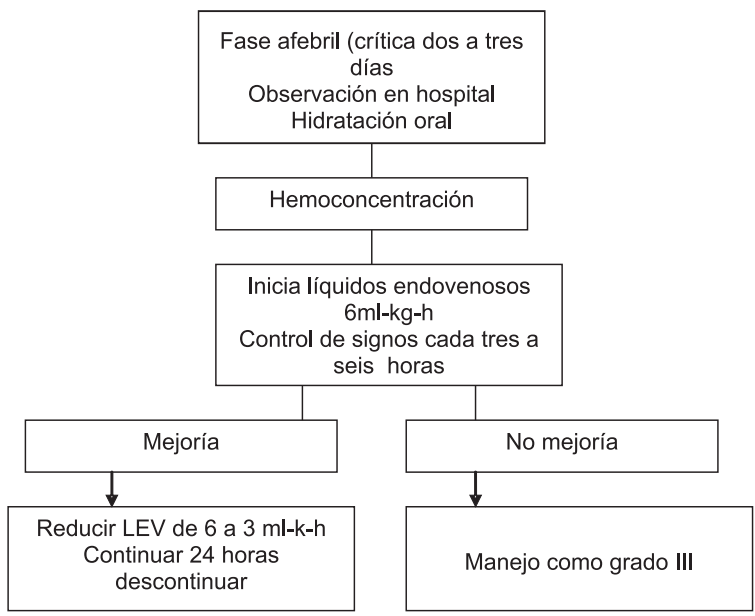 Fase afebril (crítica dos a tres
días
Observación en hospital
Hidratación oral
Hemoconcentración
Inicia líquidos endovenosos
6ml-kg-h
Control de signos cada tres a
seis horas
Mejoría
No mejoría
Reducir LEV de 6 a 3 ml-k-h
Continuar 24 horas
descontinuar
Manejo como grado III